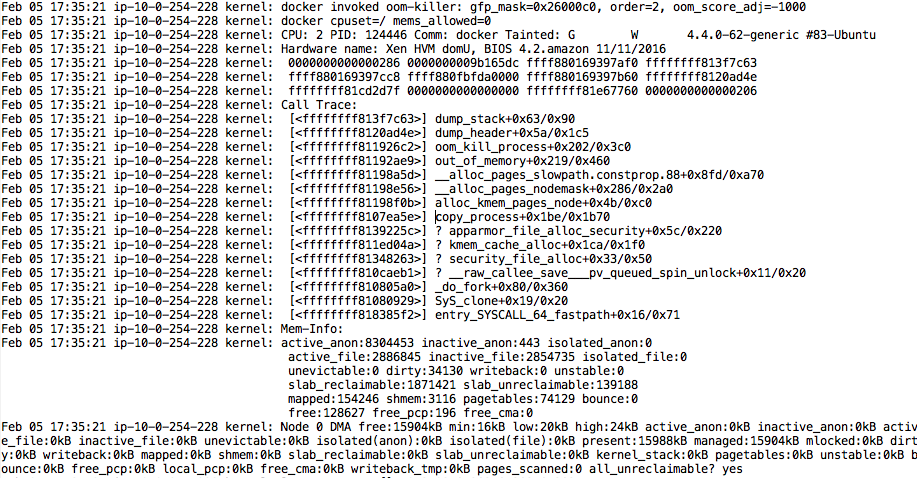 Feb 05 17:35:21 ip-10-0-254-228 kernel: docker invoked oom-killer: gfp_mask=0x26000c0, order=2, oom_score_adj=-1000
Feb 05 17:35:21 ip-10-0-254-228 kernel: docker cpuset=/ mems_allowed=0
Feb 05 17:35:21 ip-10-0-254-228 kernel: CPU: 2 PID: 124446 Comm: docker Tainted: G        W       4.4.0-62-generic #83-Ubuntu
Feb 05 17:35:21 ip-10-0-254-228 kernel: Hardware name: Xen HVM domU, BIOS 4.2.amazon 11/11/2016
Feb 05 17:35:21 ip-10-0-254-228 kernel:  0000000000000286 0000000009b165dc ffff880169397af0 ffffffff813f7c63
Feb 05 17:35:21 ip-10-0-254-228 kernel:  ffff880169397cc8 ffff880fbfda0000 ffff880169397b60 ffffffff8120ad4e
Feb 05 17:35:21 ip-10-0-254-228 kernel:  ffffffff81cd2d7f 0000000000000000 ffffffff81e67760 0000000000000206
Feb 05 17:35:21 ip-10-0-254-228 kernel: Call Trace:
Feb 05 17:35:21 ip-10-0-254-228 kernel:  [<ffffffff813f7c63>] dump_stack+0x63/0x90
Feb 05 17:35:21 ip-10-0-254-228 kernel:  [<ffffffff8120ad4e>] dump_header+0x5a/0x1c5
Feb 05 17:35:21 ip-10-0-254-228 kernel:  [<ffffffff811926c2>] oom_kill_process+0x202/0x3c0
Feb 05 17:35:21 ip-10-0-254-228 kernel:  [<ffffffff81192ae9>] out_of_memory+0x219/0x460
Feb 05 17:35:21 ip-10-0-254-228 kernel:  [<ffffffff81198a5d>] __alloc_pages_slowpath.constprop.88+0x8fd/0xa70
Feb 05 17:35:21 ip-10-0-254-228 kernel:  [<ffffffff81198e56>] __alloc_pages_nodemask+0x286/0x2a0
Feb 05 17:35:21 ip-10-0-254-228 kernel:  [<ffffffff81198f0b>] alloc_kmem_pages_node+0x4b/0xc0
Feb 05 17:35:21 ip-10-0-254-228 kernel:  [<ffffffff8107ea5e>] copy_process+0x1be/0x1b70
Feb 05 17:35:21 ip-10-0-254-228 kernel:  [<ffffffff8139225c>] ? apparmor_file_alloc_security+0x5c/0x220
Feb 05 17:35:21 ip-10-0-254-228 kernel:  [<ffffffff811ed04a>] ? kmem_cache_alloc+0x1ca/0x1f0
Feb 05 17:35:21 ip-10-0-254-228 kernel:  [<ffffffff81348263>] ? security_file_alloc+0x33/0x50
Feb 05 17:35:21 ip-10-0-254-228 kernel:  [<ffffffff810caeb1>] ? __raw_callee_save___pv_queued_spin_unlock+0x11/0x20
Feb 05 17:35:21 ip-10-0-254-228 kernel:  [<ffffffff810805a0>] _do_fork+0x80/0x360
Feb 05 17:35:21 ip-10-0-254-228 kernel:  [<ffffffff81080929>] SyS_clone+0x19/0x20
Feb 05 17:35:21 ip-10-0-254-228 kernel:  [<ffffffff818385f2>] entry_SYSCALL_64_fastpath+0x16/0x71
Feb 05 17:35:21 ip-10-0-254-228 kernel: Mem-Info:
Feb 05 17:35:21 ip-10-0-254-228 kernel: active_anon:8304453 inactive_anon:443 isolated_anon:0
active_file:2886845 inactive_file:2854735 isolated_file:0
unevictable:0 dirty:34130 writeback:0 unstable:0
slab_reclaimable:1871421 slab_unreclaimable:139188
mapped:154246 shmem:3116 pagetables:74129 bounce:0
free:128627 free_pcp:196 free_cma:0
Feb 05 17:35:21 ip-10-0-254-228 kernel: Node 0 DMA free:15904kB min:16kB low:20kB high:24kB active_anon:0kB inactive_anon:0kB activ
e_file:0kB inactive_file:0kB unevictable:0kB isolated(anon):0kB isolated(file):0kB present:15988kB managed:15904kB mlocked:0kB dirt
y:0kB writeback:0kB mapped:0kB shmem:0kB slab_reclaimable:0kB slab_unreclaimable:0kB kernel_stack:0kB pagetables:0kB unstable:0kB b
ounce:0kB free_pcp:0kB local_pcp:0kB free_cma:0kB writeback_tmp:0kB pages_scanned:0 all_unreclaimable? yes